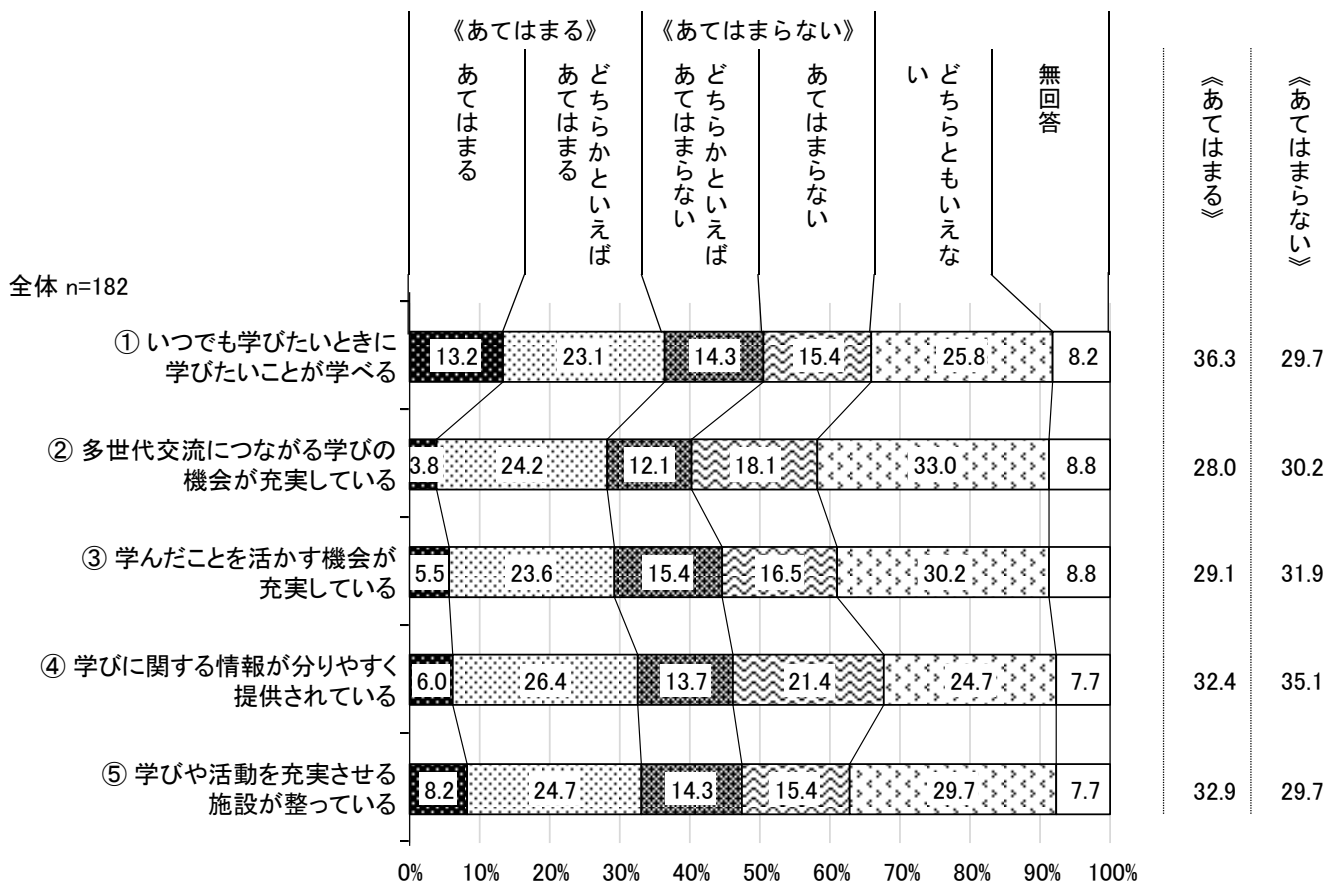 《あてはまる》
《あてはまらない》
あてはまる
どちらかといえば
あてはまる
どちらかといえば
あてはまらない
あてはまらない
どちらともいえな
い
無回答
《あてはまる》
《あてはまらない》
全体 n=182
① いつでも学びたいときに
学びたいことが学べる
13.2 23.1 14.3 15.4 25.8 8.2 36.3 29.7
② 多世代交流につながる学びの
機会が充実している
3.8 24.2 12.1 18.1 33.0 8.8 28.0 30.2
③ 学んだことを活かす機会が
充実している
5.5 23.6 15.4 16.5 30.2 8.8 29.1 31.9
④ 学びに関する情報が分りやすく
提供されている
6.0 26.4 13.7 21.4 24.7 7.7 32.4 35.1
⑤ 学びや活動を充実させる
施設が整っている
8.2 24.7 14.3 15.4 29.7 7.7 32.9 29.7
0% 10% 20% 30% 40% 50% 60% 70% 80% 90% 100%